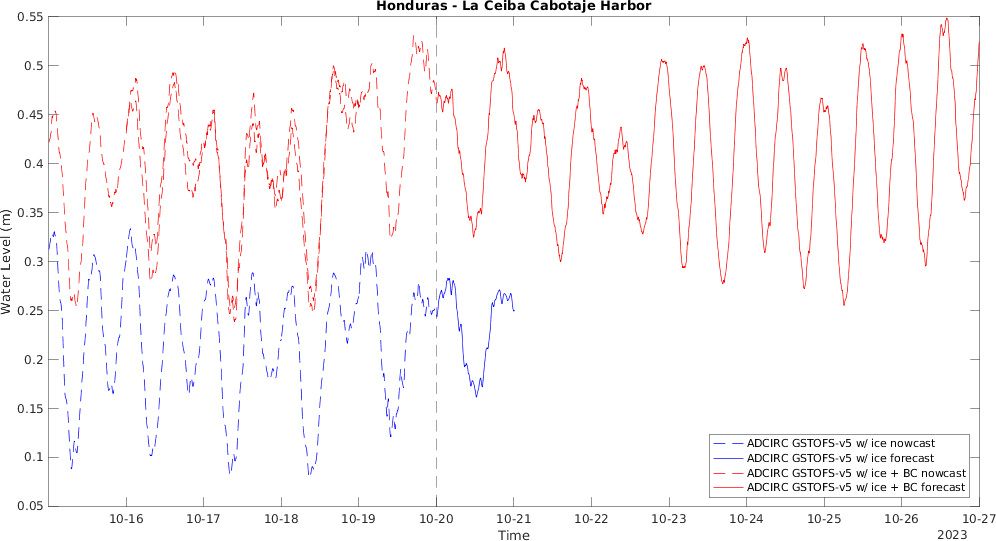 Honduras - La Ceiba Cabotaje Harbor
0.55
0.5
0.45
0.4
0.35
0.3
0.25
0.2
0.15
0.1
0.05
Water Level (m)
ADCIRC GSTOFS-v5 w/ ice nowcast
ADCIRC GSTOFS-v5 w/ ice forecast
ADCIRC GSTOFS-v5 w/ ice + BC nowcast
ADCIRC GSTOFS-v5 w/ ice + BC forecast
10-16 10-17 10-18 10-19 10-20 10-21 10-22 10-23 10-24 10-25 10-26 10-27
Time
2023